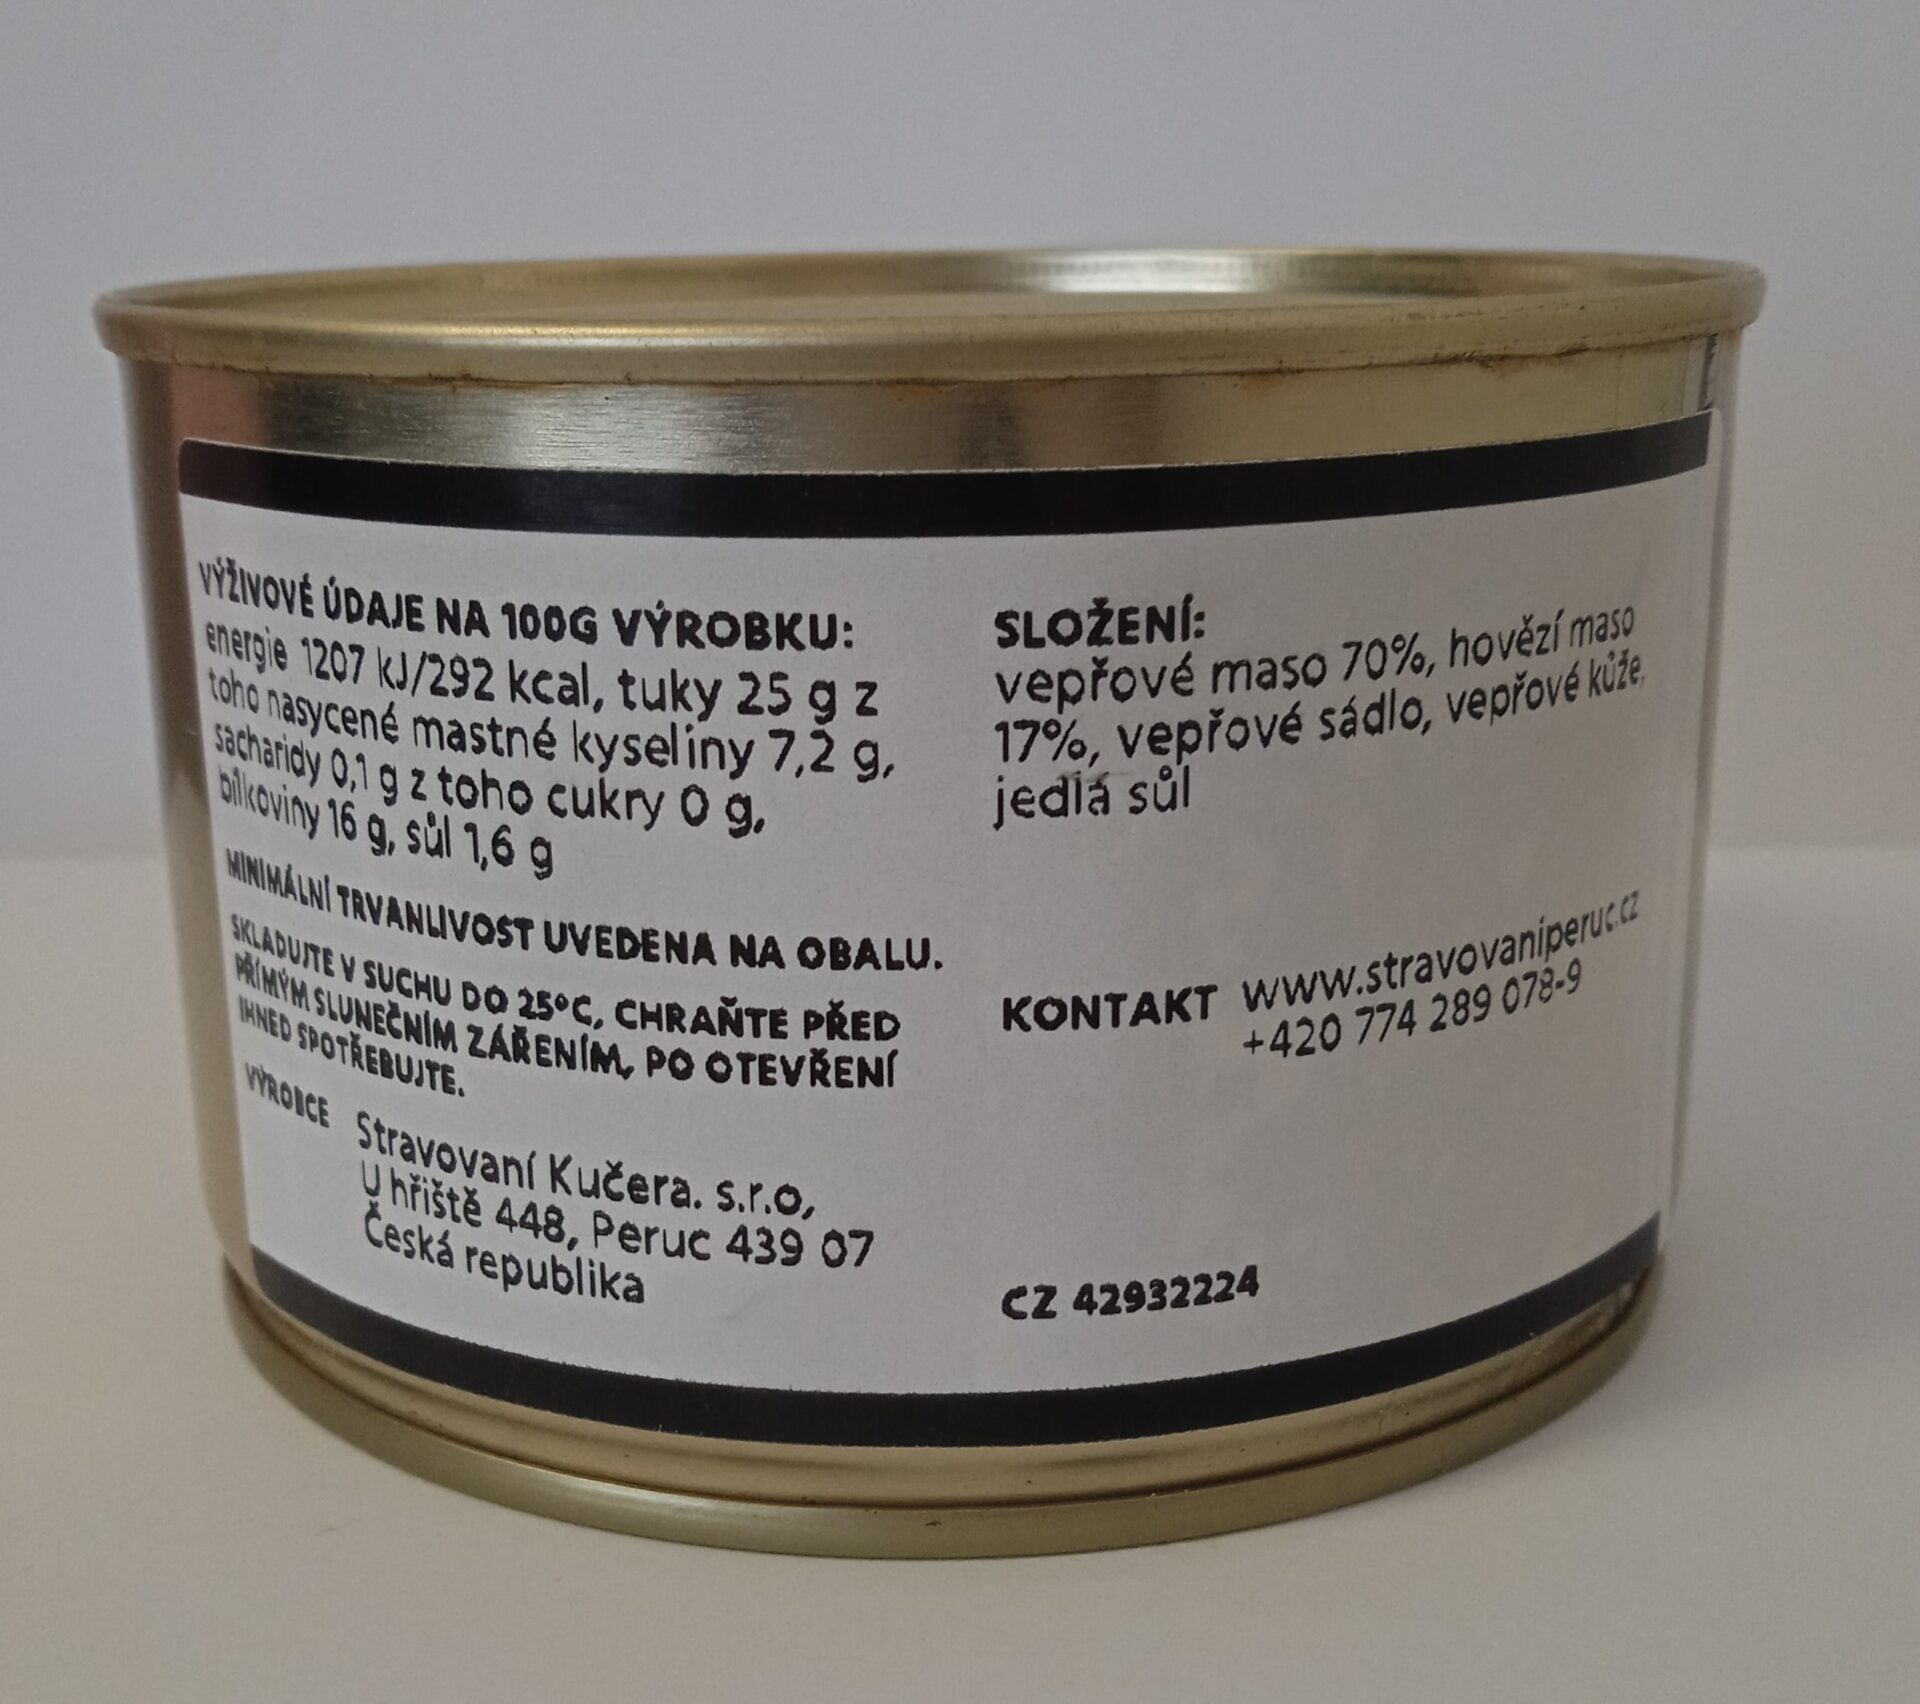 VÝŽIVOVÉ ÚDAJE NA 100G VÝROBKU:
energie 1207 kJ/292 kcal, tuky 25 g z
toho nasycené mastné kyseliny 7,2 g,
sacharidy 0,1 g z toho cukry 0 g,
bílkoviny 16 g, sůl 1,6 g
MINIMÁLNÍ TRVANLIVOST UVEDENA NA OBALU.
SKLADUJTE V SUCHU DO 25°C, CHRAŇTE PŘED
PŘÍMÝM SLUNEČNÍM ZÁŘENÍM, PO OTEVŘENÍ
IHNED SPOTŘEBUJTE.
VÝROBCE Stravovaní Kučera. s.r.o,
U hřiště 448, Peruc 439 07
Česká republika
SLOŽENÍ:
vepřové maso 70%, hovězí maso
17%, vepřové sádlo, vepřové kůže,
jedlá sůl
KONTAKT www.stravovaniperuc.cz
+420 774 289 078-9
CZ 42932224